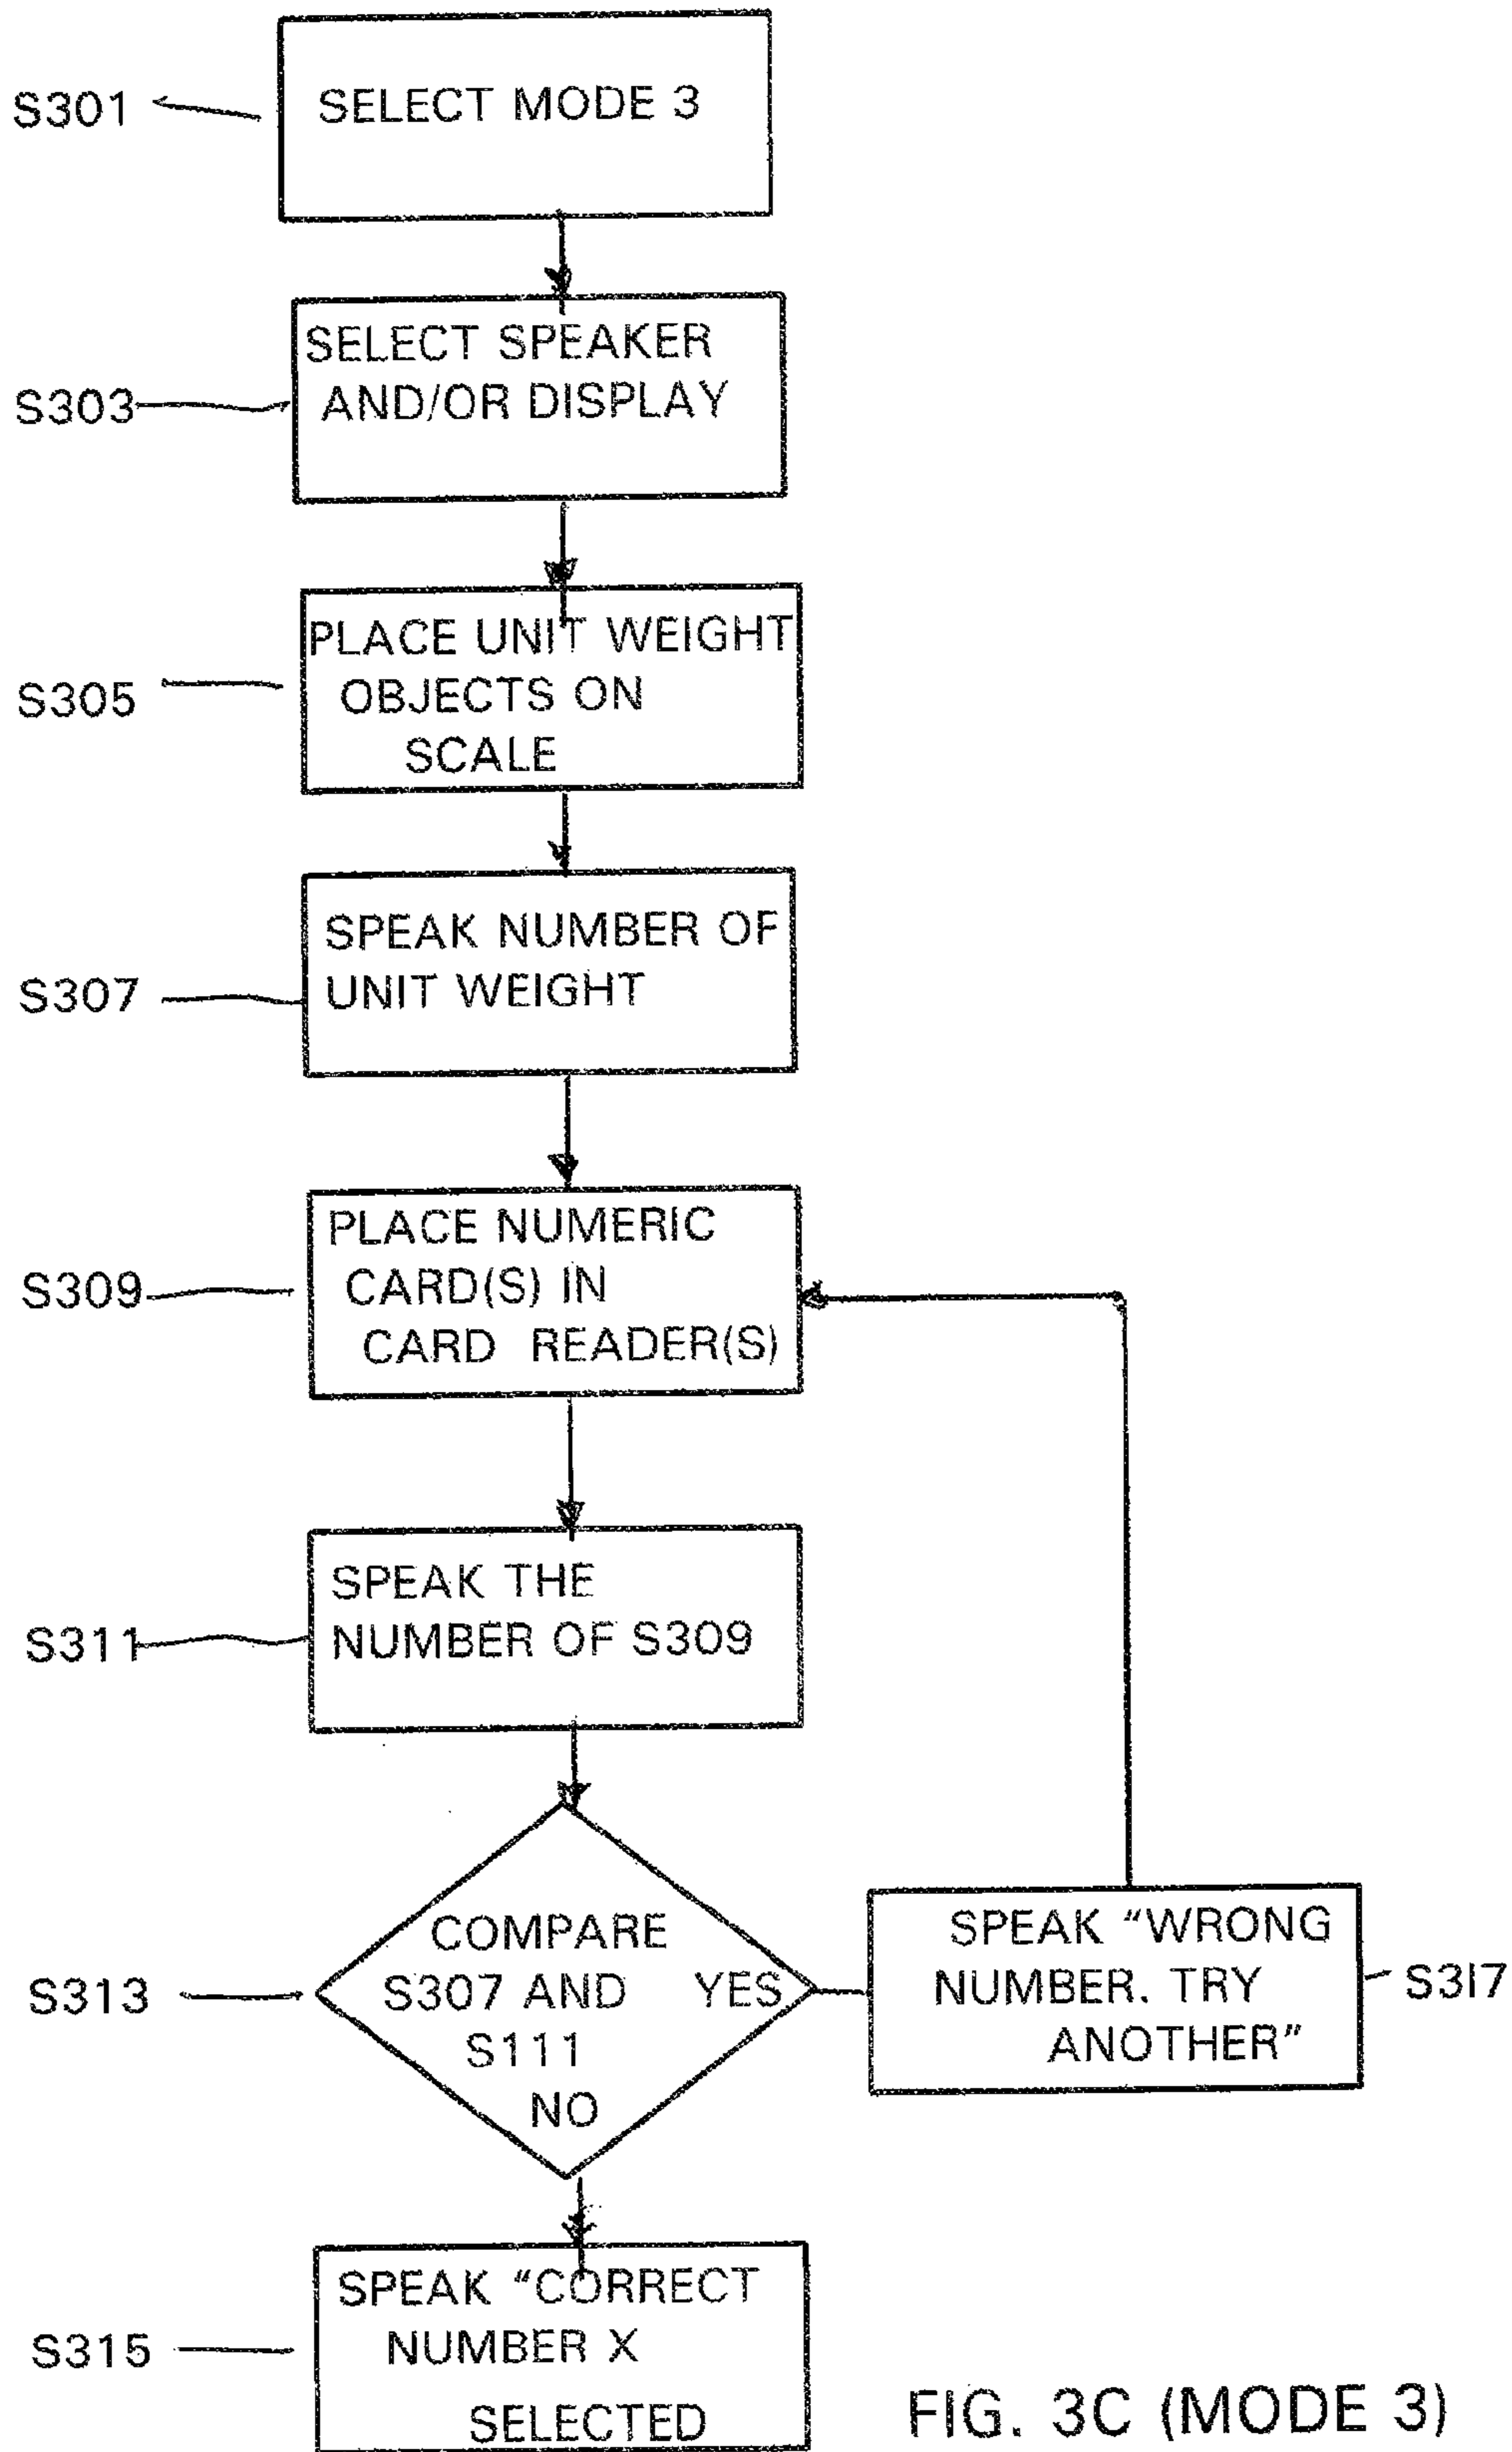 S301
SELECT MODE 3
S303
SELECT SPEAKER
AND/OR DISPLAY
S305
PLACE UNIT WEIGHT
OBJECTS ON
SCALE
S307
SPEAK NUMBER OF
UNIT WEIGHT
S309
PLACE NUMERIC
CARD(S) IN
CARD READER(S)
S311
SPEAK THE
NUMBER OF S309
S313
COMPARE
S307 AND
S111
YES
NO
SPEAK "WRONG
NUMBER. TRY
ANOTHER"
S317
S315
SPEAK "CORRECT
NUMBER X
SELECTED
FIG. 3C (MODE 3)